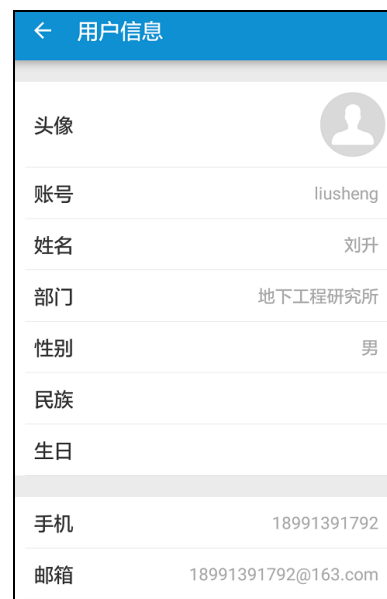 用户信息
头像
账号 liusheng
姓名 刘升
部门 地下工程研究所
性别 男
民族
生日
手机 18991391792
邮箱 18991391792@163.com